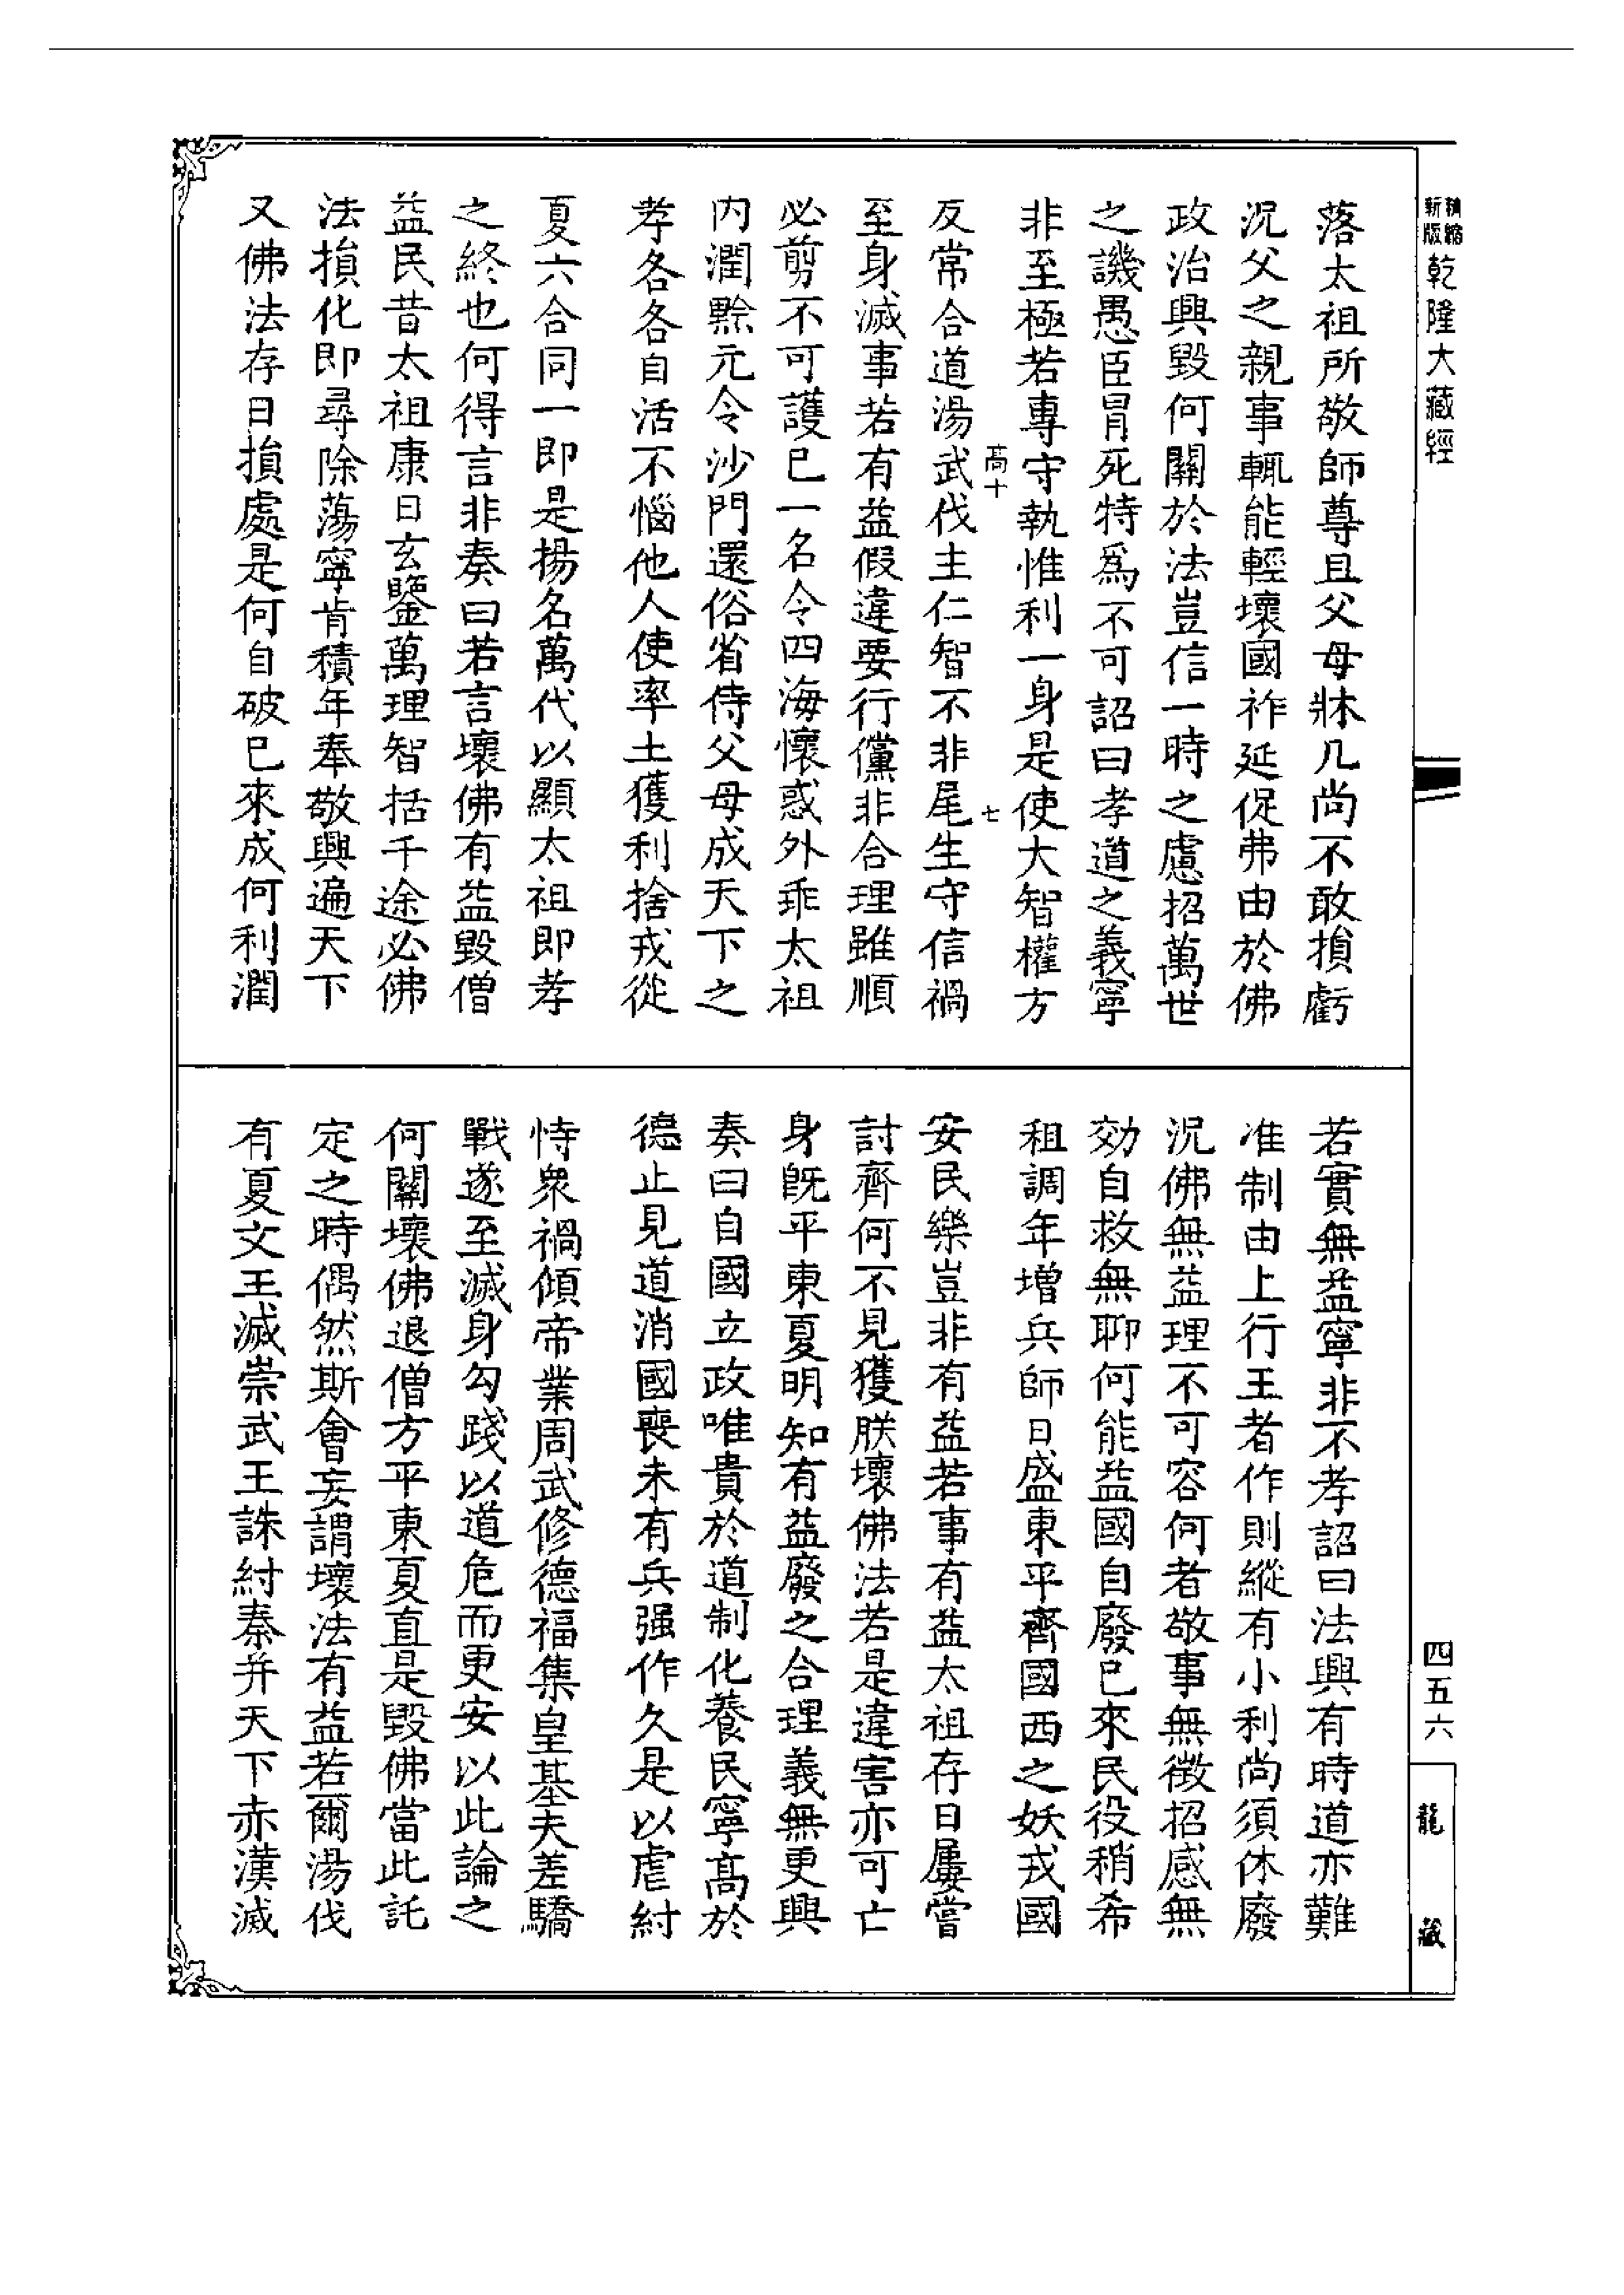 精縮新版乾隆大藏經
落太祖所敬師尊且父母牀几尚不敢損虧
況父之親事輒能輕壞國祚延促弗由於佛
政治興毀何關於法豈信一時之慮招萬世
之譏愚臣冒死特爲不可詔曰孝道之義寧
非至極若專守執惟利一身是使大智權方
高十
七
反常合道湯武伐主仁智不非尾生守信禍
至身滅事若有益假違要行儻非合理雖順
必剪不可護已一名令四海懷惑外乖太祖
内潤黥元令沙門還俗省侍父母成天下之
孝各各自活不惱他人使率土獲利捨戎從
夏六合同一即是揚名萬代以顯太祖即孝
之終也何得言非奏曰若言壞佛有益毀僧
益民昔太祖康日玄鑒萬理智括千途必佛
法損化即尋除蕩寧肯積年奉敬興遍天下
又佛法存日損處是何自破已來成何利潤
若實無益寧非不孝詔曰法興有時道亦難
准制由上行王者作則縱有小利尚須休廢
況佛無益理不可容何者敬事無徵招感無
効自救無聊何能益國自廢已來民役稍希
租調年增兵師日盛東平齊國西之妖戎國
安民樂豈非有益若事有益太祖存日屢嘗
討齊何不見獲朕壞佛法若是違害亦可亡
身既平東夏明知有益廢之合理義無更興
奏曰自國立政唯貴於道制化養民寧高於
德止見道消國喪未有兵强作久是以虐紂
恃衆禍傾帝業周武修德福集皇基夫差驕
戰遂至滅身勾踐以道危而更安以此論之
何關壞佛退僧方平東夏直是毀佛當此託
定之時偶然斯會妄謂壞法有益若爾湯伐
有夏文王滅崇武王誅紂秦并天下赤漢滅
四五六
龍藏